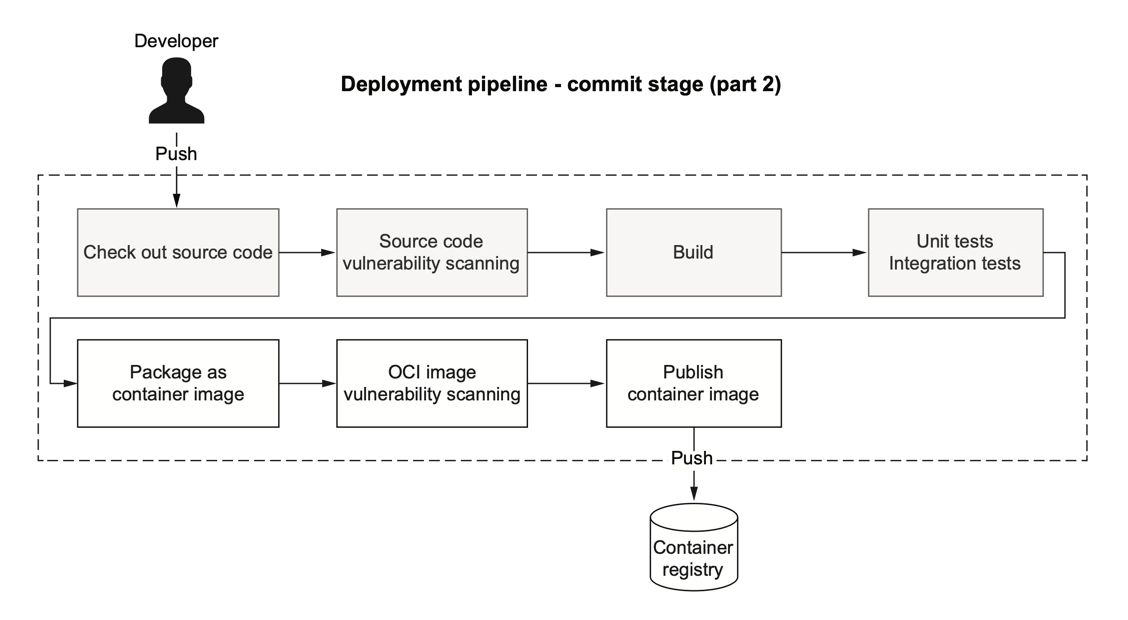 Developer
Deployment pipeline - commit stage (part 2)
Push
Check out source code
Source code
vulnerability scanning
Build
Unit tests
Integration tests
Package as
container image
OCI image
vulnerability scanning
Publish
container image
Push
Container
registry